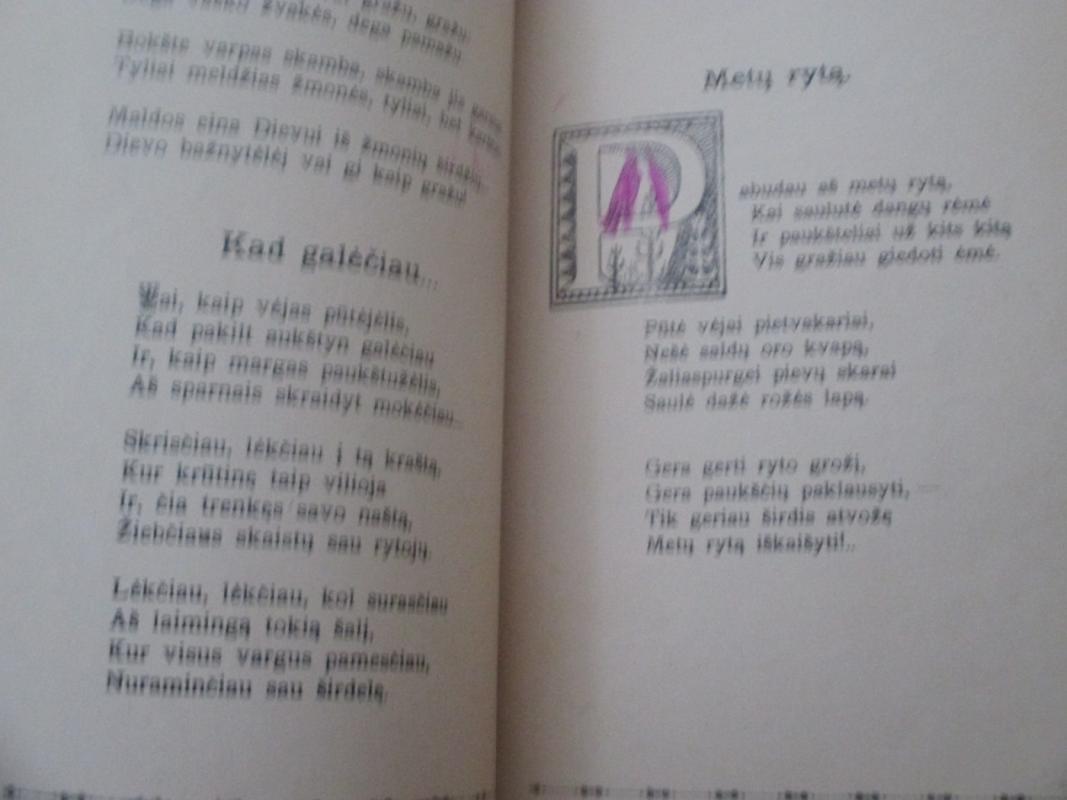 Dega vaško žvakės, dega pamažu.
Bokšte varpas skamba, skamba jis
Tyliai meldžias žmonės, tyliai, bet karštai.
Maldos eina Dievui iš žmonių širdžių,
Dievo bažnytėlėj vai gi kaip gražu!
Kad galėčiau...
Vai, kaip vėjas pūtėjėlis,
Kad pakilt aukštyn galėčiau
Ir, kaip margas paukštužėlis,
Aš sparnais skraidyt mokėčiau...
Skrisčiau, lėkčiau į tą kraštą,
Kur krūtinę taip vilioja
Ir, čia trenkęs savo naštą,
Žiebčiaus skaistų sau rytojų.
Lėkčiau, lėkčiau, kol surasčiau
Aš laimingą tokią šalį,
Kur visus vargus pamesčiau,
Nuraminčiau sau širdelę.
Metų rytą.
Pabudau aš metų rytą,
Kai saulutė dangų rėmė
Ir paukšteliai už kits kitą
Vis gražiau giedoti ėmė.
Pūtė vėjai pietvakariai,
Nešė saldų oro kvapą,
Žaliaspurgei pievų skarai
Saulė dažė rožės lapą.
Gera gerti ryto grožį,
Gera paukščių paklausyti,
Tik geriau širdis atvožę
Metų rytą iškaišyti!..